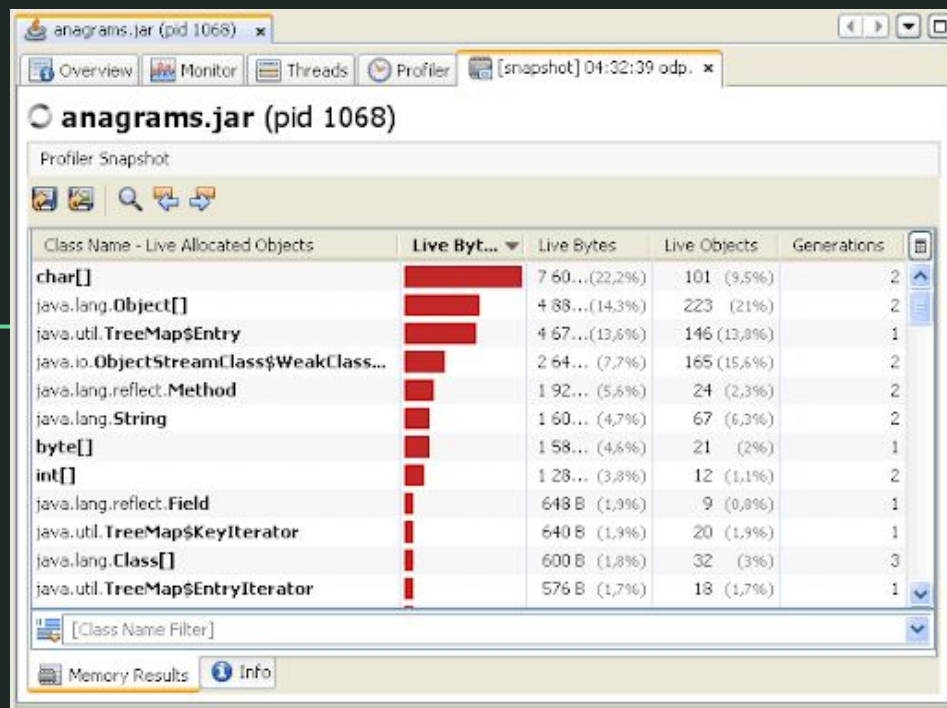 anagrams.jar (pid 1068)
Overview Monitor Threads Profiler [snapshot] 04:32:39 odp.
anagrams.jar (pid 1068)
Profiler Snapshot
Class Name - Live Allocated Objects Live Byt... Live Bytes Live Objects Generations
char[] 7 60...(22,2%) 101 (9,5%) 2
java.lang.Object[] 4 88...(14,3%) 223 (21%) 2
java.util.TreeMap$Entry 4 67...(13,6%) 146 (13,8%) 1
java.io.ObjectStreamClass$WeakClass... 2 64... (7,7%) 165 (15,6%) 2
java.lang.reflect.Method 1 92... (5,6%) 24 (2,3%) 2
java.lang.String 1 60... (4,7%) 67 (6,3%) 2
byte[] 1 58... (4,6%) 21 (2%) 1
int[] 1 28... (3,8%) 12 (1,1%) 2
java.lang.reflect.Field 648 B (1,9%) 9 (0,8%) 1
java.util.TreeMap$KeyIterator 640 B (1,9%) 20 (1,9%) 1
java.lang.Class[] 600 B (1,8%) 32 (3%) 3
java.util.TreeMap$EntryIterator 576 B (1,7%) 18 (1,7%) 1
[Class Name Filter]
Memory Results Info